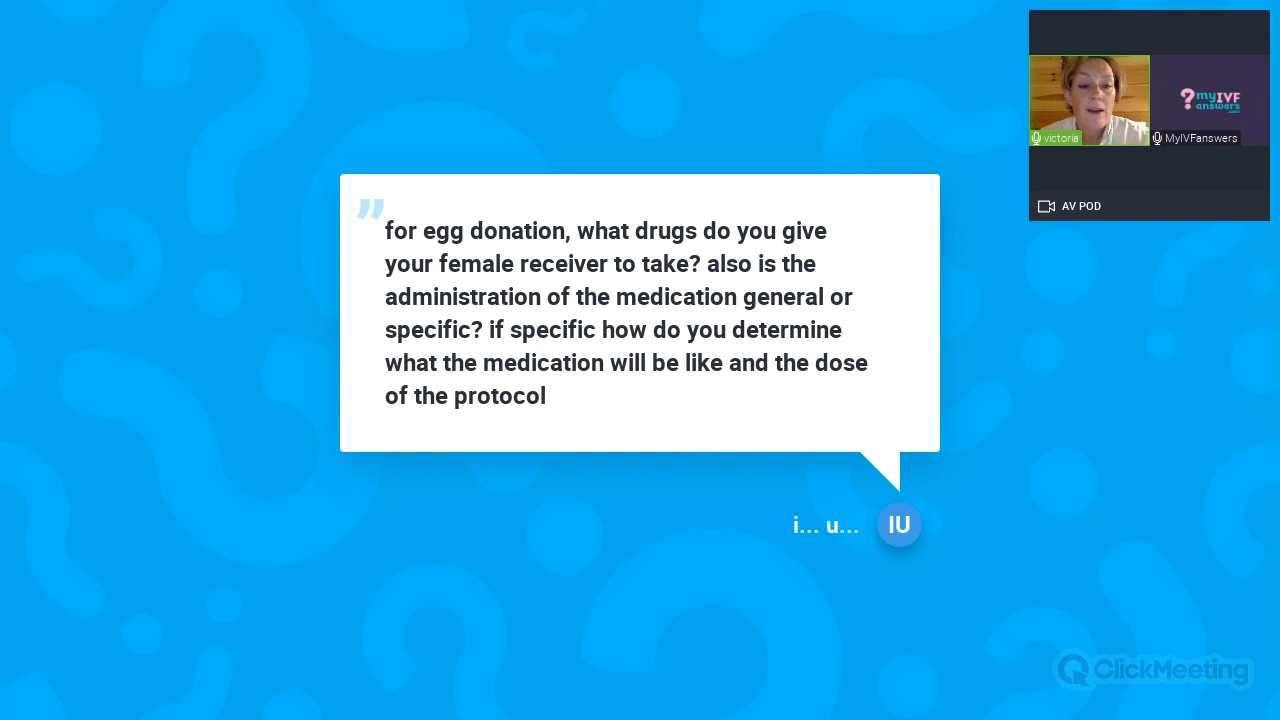 for egg donation, what drugs do you give
your female receiver to take? also is the
administration of the medication general or
specific? if specific how do you determine
what the medication will be like and the dose
of the protocol
i... u...
IU
?myIVF
answers
victoria
MyIVFanswers
AV POD
ClickMeeting